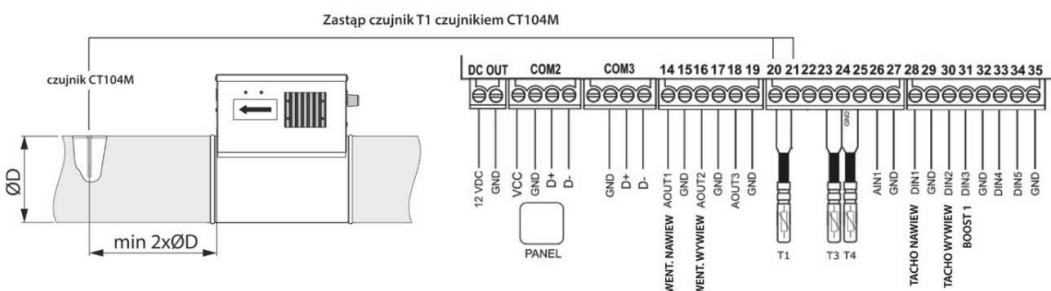 Zastąp czujnik T1 czujnikiem CT104M
czujnik CT104M
ØD
min 2xØD
DC OUT COM2 COM3 14 15 16 17 18 19 20 21 22 23 24 25 26 27 28 29 30 31 32 33 34 35
GND
12 VDC
GND
VCC
GND
D+
D-
GND
D+
D-
AOUT1
GND
AOUT2
GND
AOUT3
GND
AIN1
GND
DIN1
GND
DIN2
DIN3
GND
DIN4
DIN5
GND
WENT. NAWIEW
WENT. WYWIEW
TACHO NAWIEW
TACHO WYWIEW
BOOST 1
PANEL
T1
T3
T4